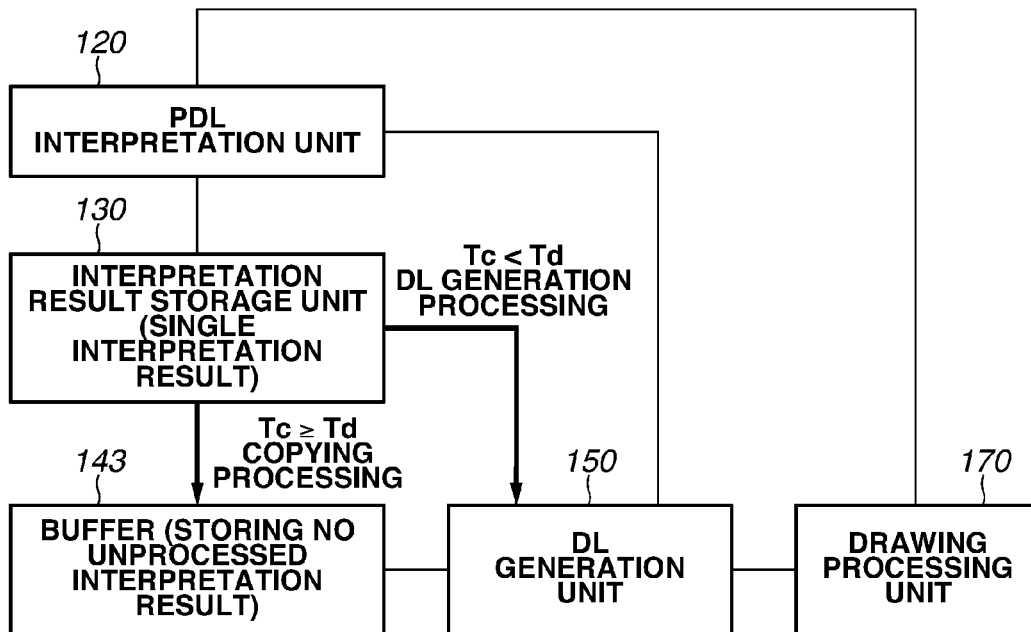 120
PDL
INTERPRETATION UNIT
130
INTERPRETATION
RESULT STORAGE UNIT
(SINGLE
INTERPRETATION
RESULT)
Tc < Td
DL GENERATION
PROCESSING
Tc ≥ Td
COPYING
PROCESSING
143
BUFFER (STORING NO
UNPROCESSED
INTERPRETATION
RESULT)
150
DL
GENERATION
UNIT
170
DRAWING
PROCESSING
UNIT